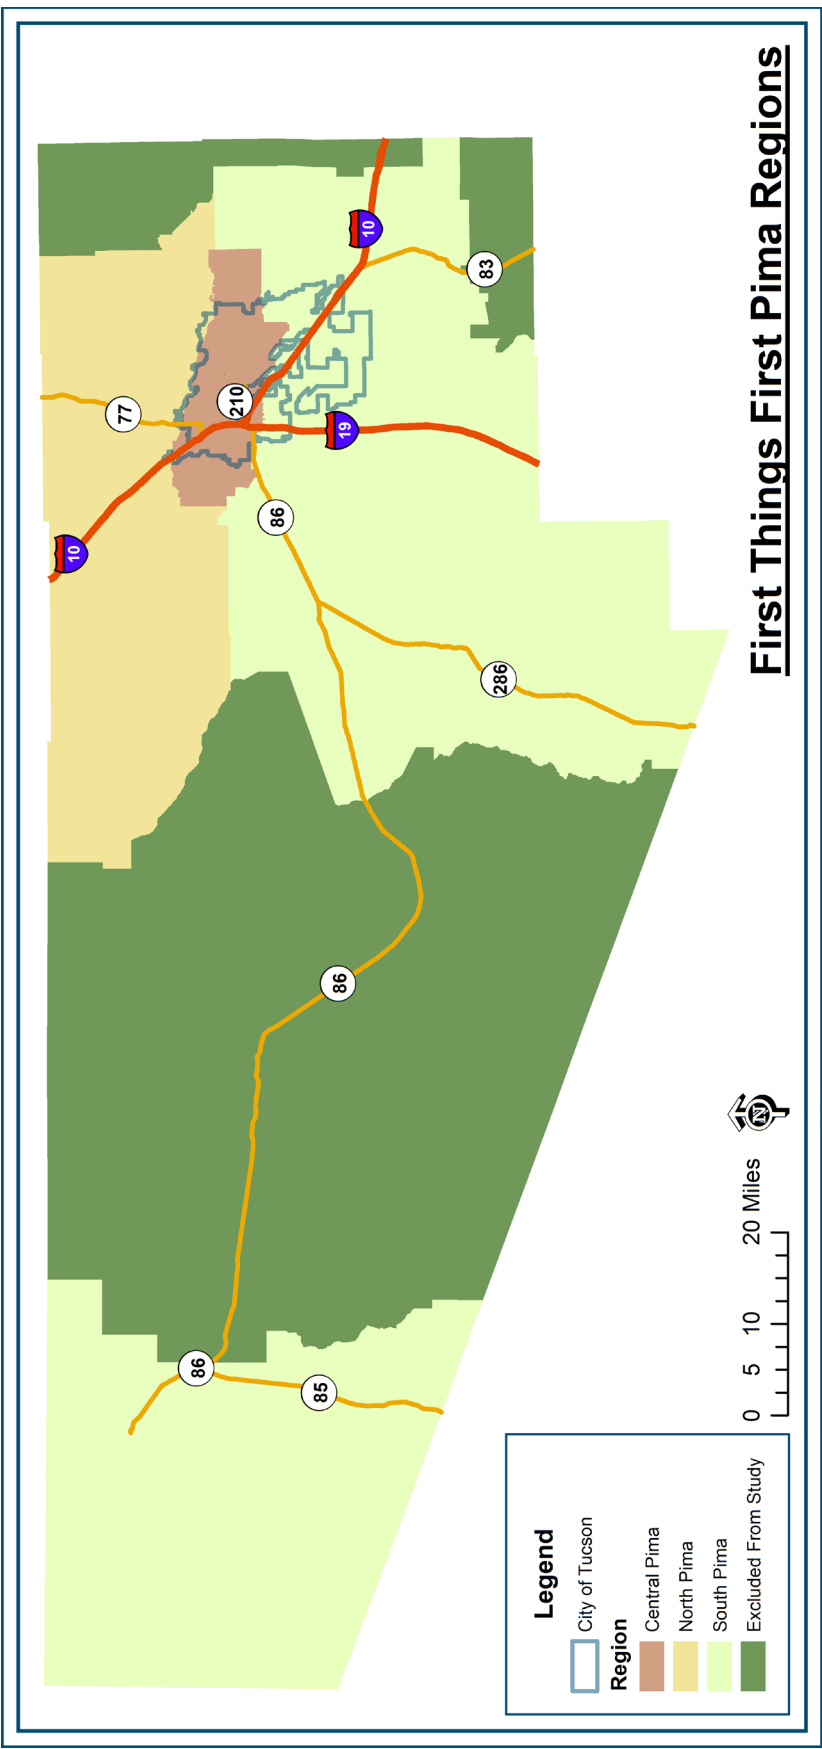 First Things First Pima Regions
10
77
210
10
83
19
86
286
86
86
85
N
0 5 10 20 Miles
Legend
City of Tucson
Region
Central Pima
North Pima
South Pima
Excluded From Study